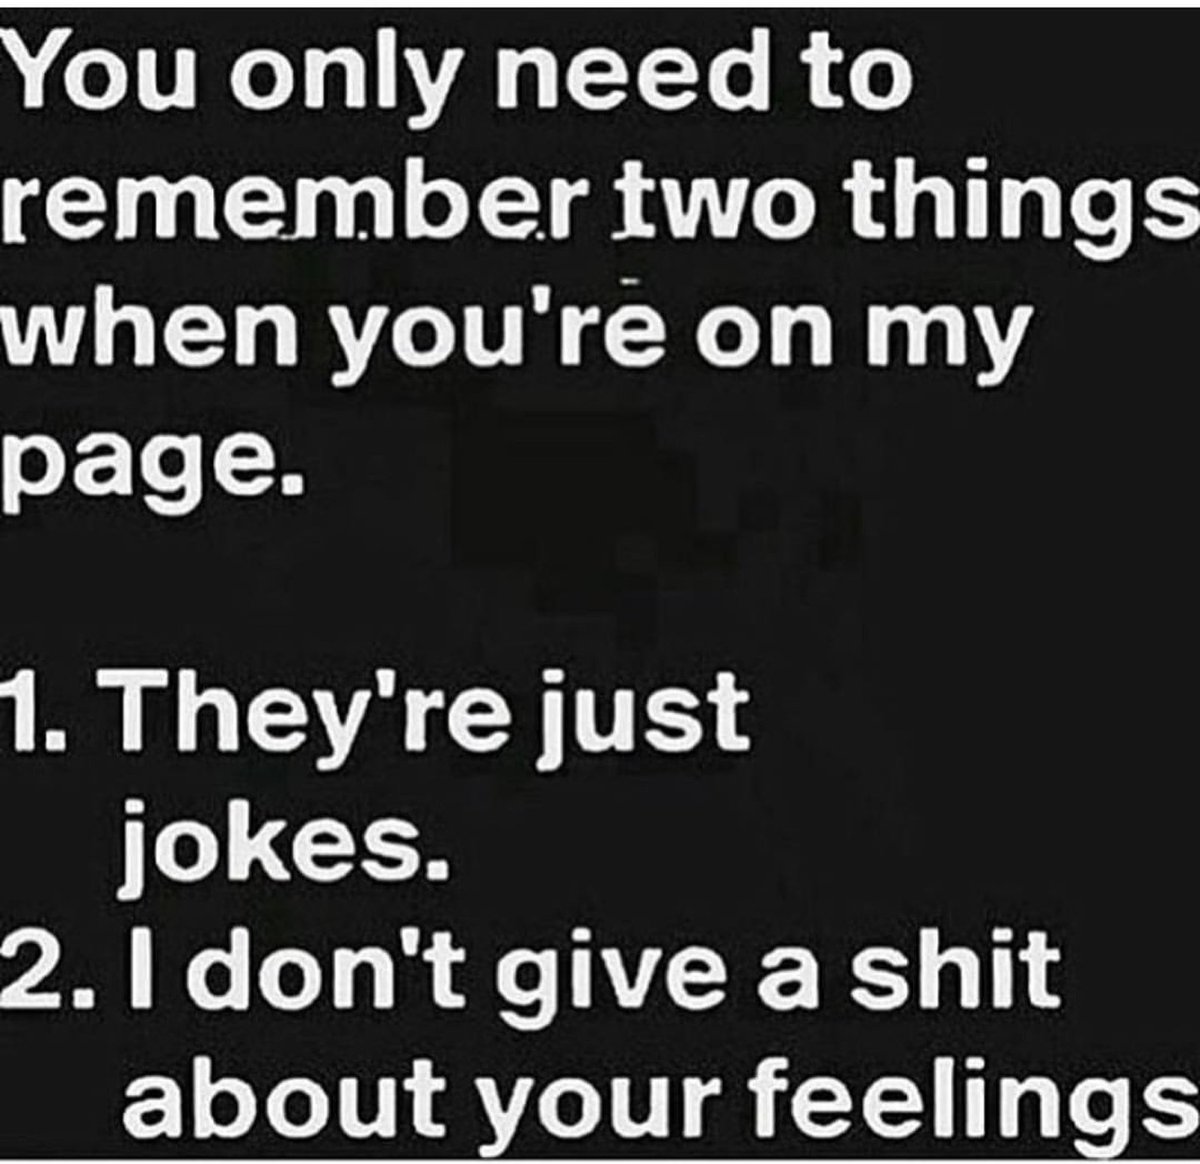 You only need to
remember two things
when you're on my
page.
1. They're just
jokes.
2. I don't give a shit
about your feelings